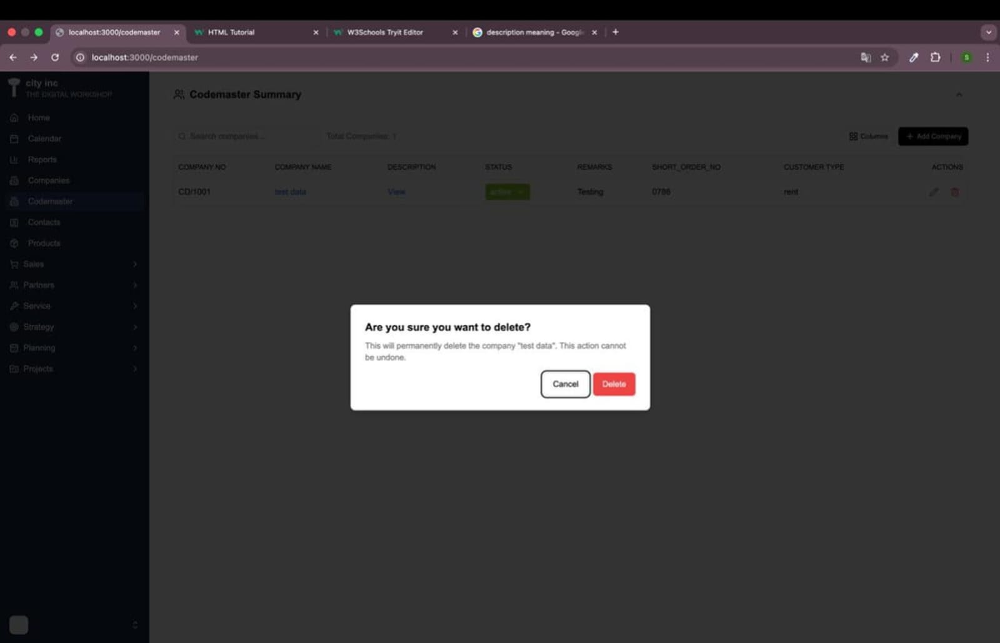 localhost:3000/codemaster
HTML Tutorial
W3Schools Tryit Editor
description meaning - Google
localhost:3000/codemaster
S
city inc
THE DIGITAL WORKSHOP
Home
Calendar
Reports
Companies
Codemaster
Contacts
Products
Sales
Partners
Service
Strategy
Planning
Projects
Codemaster Summary
Search companies...
Total Companies: 1
Columns
+ Add Company
COMPANY NO COMPANY NAME DESCRIPTION STATUS REMARKS SHORT_ORDER_NO CUSTOMER TYPE ACTIONS
CD/1001 test data View active Testing 0786 rent
Are you sure you want to delete?
This will permanently delete the company "test data". This action cannot
be undone.
Cancel Delete